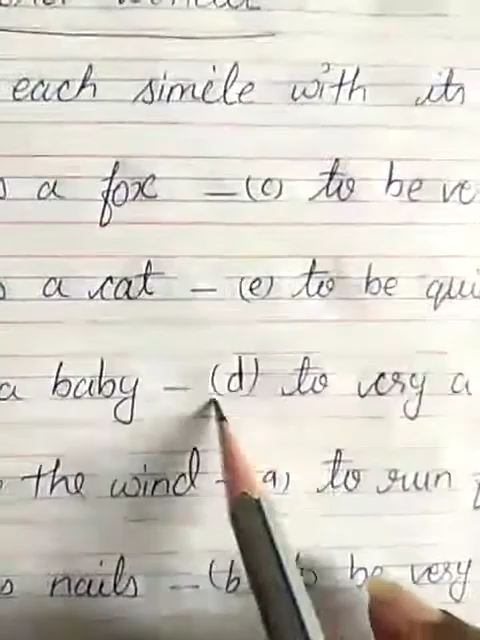 each simile with its
a fox – (c) to be ve
a cat – (e) to be qui
a baby – (d) to cry a
the wind – a) to run
nails – (b to be very